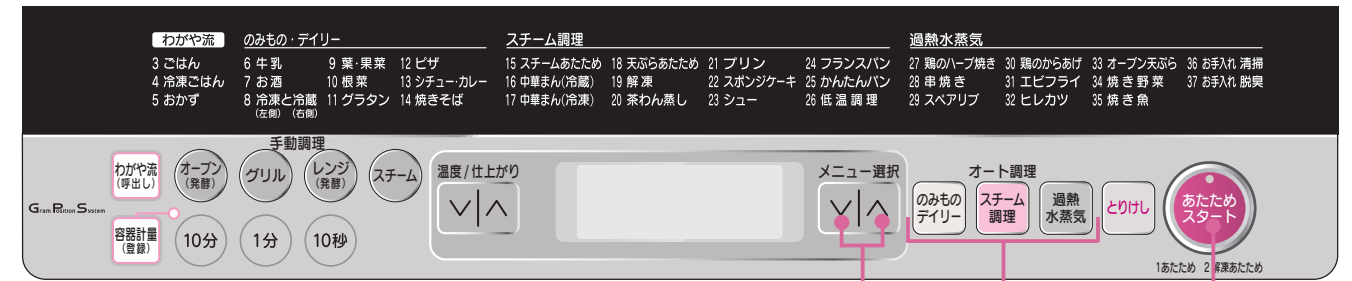 わがや流 のみもの・デイリー スチーム調理 過熱水蒸気
3 ごはん 6 牛乳 9 葉・果菜 12 ピザ 15 スチームあたため 18 天ぷらあたため 21 プリン 24 フランスパン 27 鶏のハーブ焼き 30 鶏のからあげ 33 オーブン天ぷら 36 お手入れ 清掃
4 冷凍ごはん 7 お酒 10 根菜 13 シチュー・カレー 16 中華まん(冷蔵) 19 解凍 22 スポンジケーキ 25 かんたんパン 28 串焼き 31 エビフライ 34 焼き野菜 37 お手入れ 脱臭
5 おかず 8 冷凍と冷蔵 11 グラタン 14 焼きそば 17 中華まん(冷凍) 20 茶わん蒸し 23 シュー 26 低温調理 29 スペアリブ 32 ヒレカツ 35 焼き魚
(左側) (右側)
手動調理
わがや流
(呼出し)
オーブン
(発酵)
グリル
レンジ
(発酵)
スチーム
温度/仕上がり
メニュー選択
オート調理
のみもの
デイリー
スチーム
調理
過熱
水蒸気
とりけし
あたため
スタート
Gram Position System
容器計量
(登録)
10分
1分
10秒
1あたため 2解凍あたため